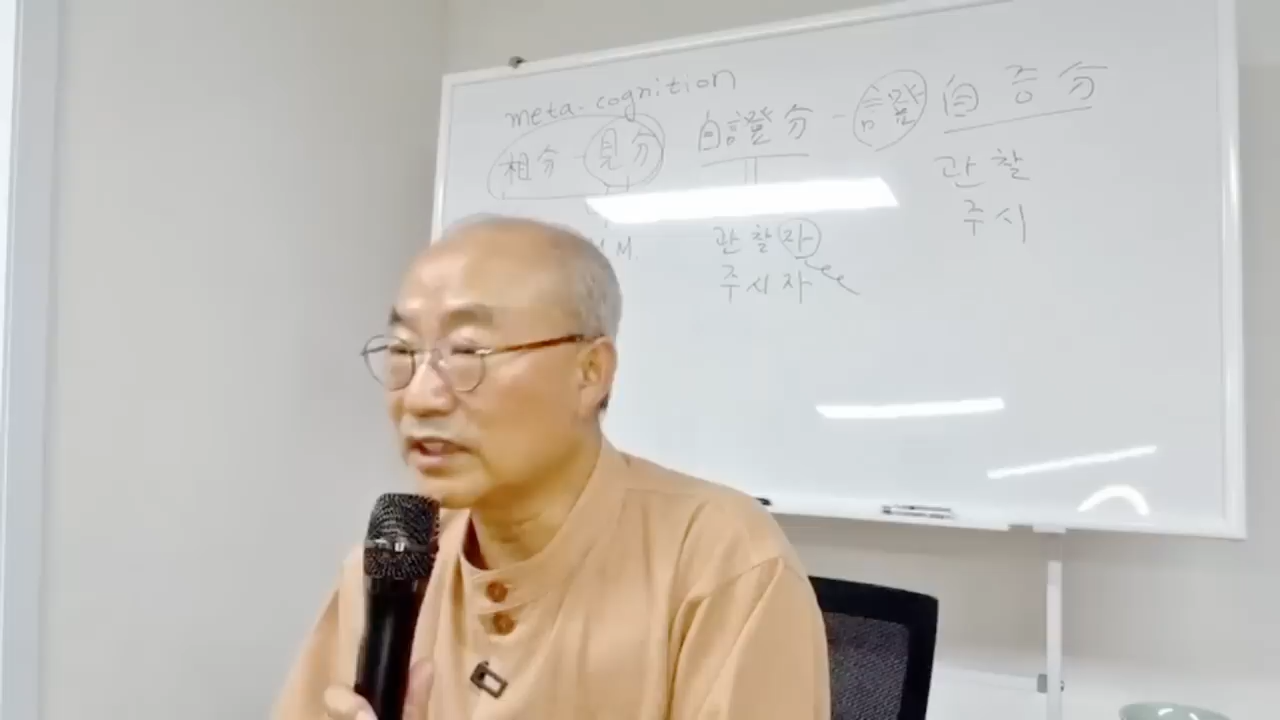 meta-cognition
相分 - 見分 自證分 - 證自증分
M.
관찰자
주시자
관찰
주시